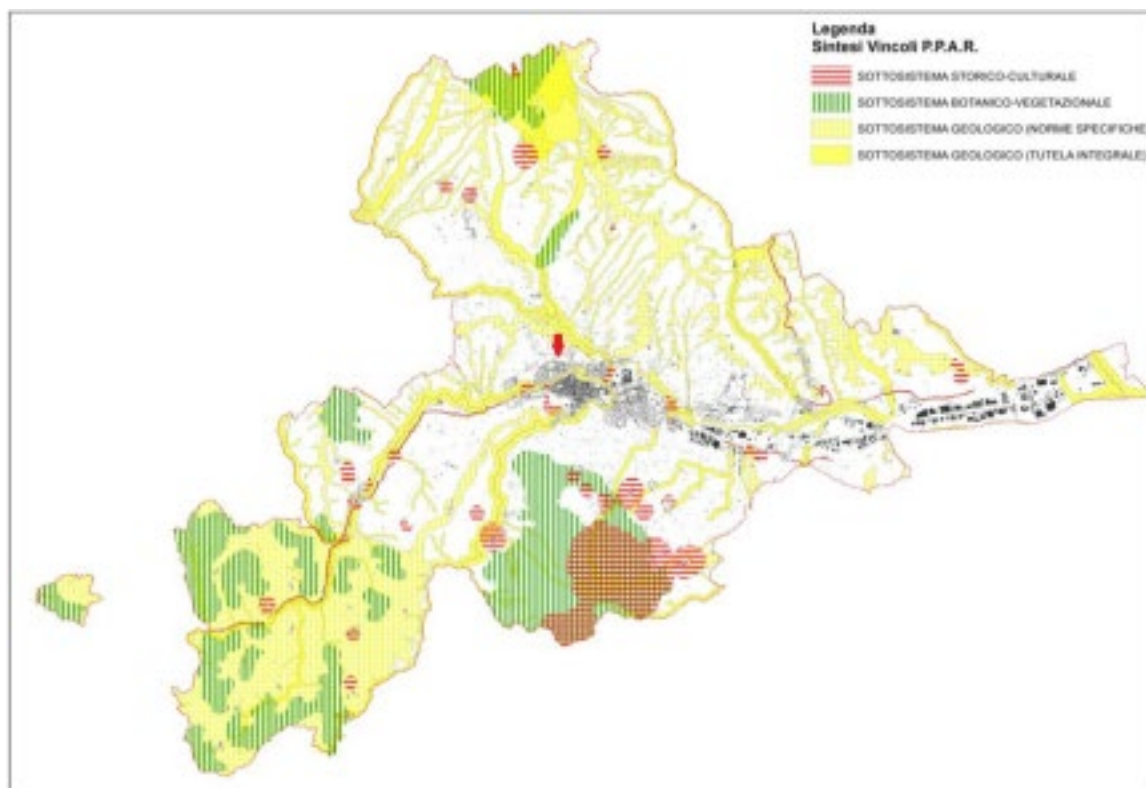 Legenda
Sintesi Vincoli P.P.A.R.
SOTTOSISTEMA STORICO-CULTURALE
SOTTOSISTEMA BOTANICO-VEGETAZIONALE
SOTTOSISTEMA GEOLOGICO (NORME SPECIFICHE)
SOTTOSISTEMA GEOLOGICO (TUTELA INTEGRALE)